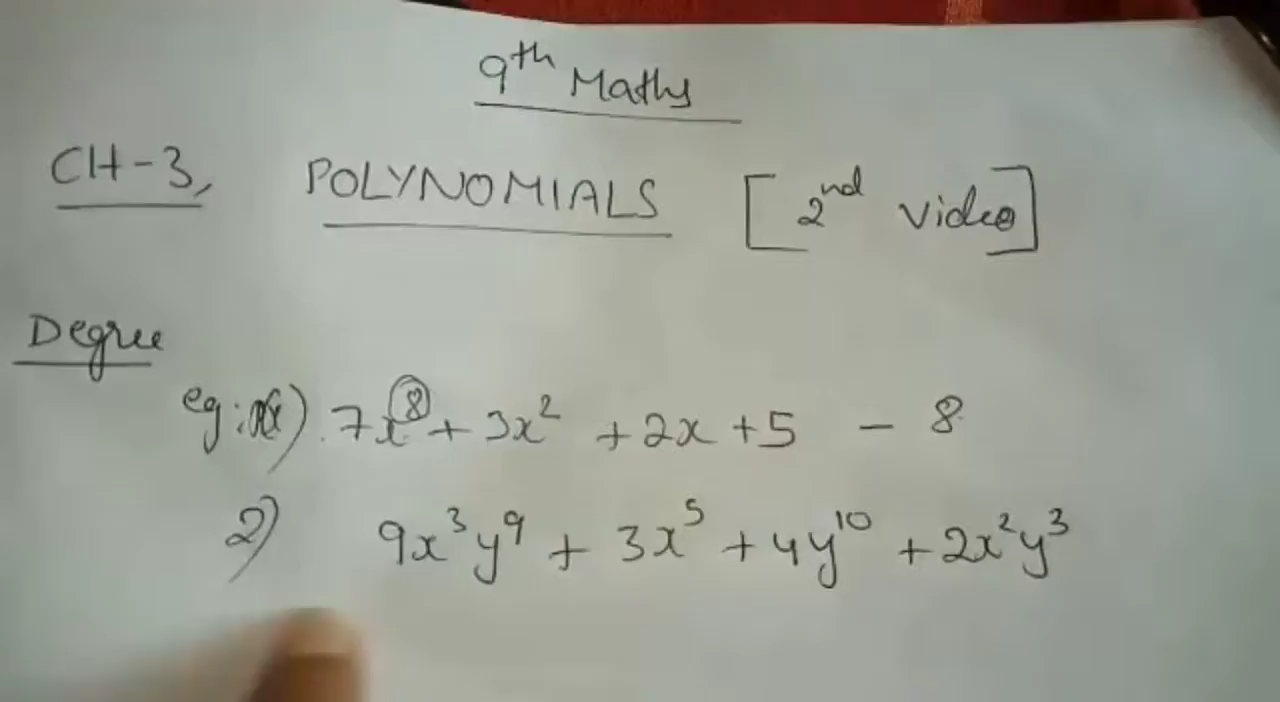 9th Maths
CH-3, POLYNOMIALS [2nd video]
Degree
eg: ) 7x⁸ + 3x² + 2x + 5 - 8
2) 9x³y⁹ + 3x⁵ + 4y¹⁰ + 2x²y³